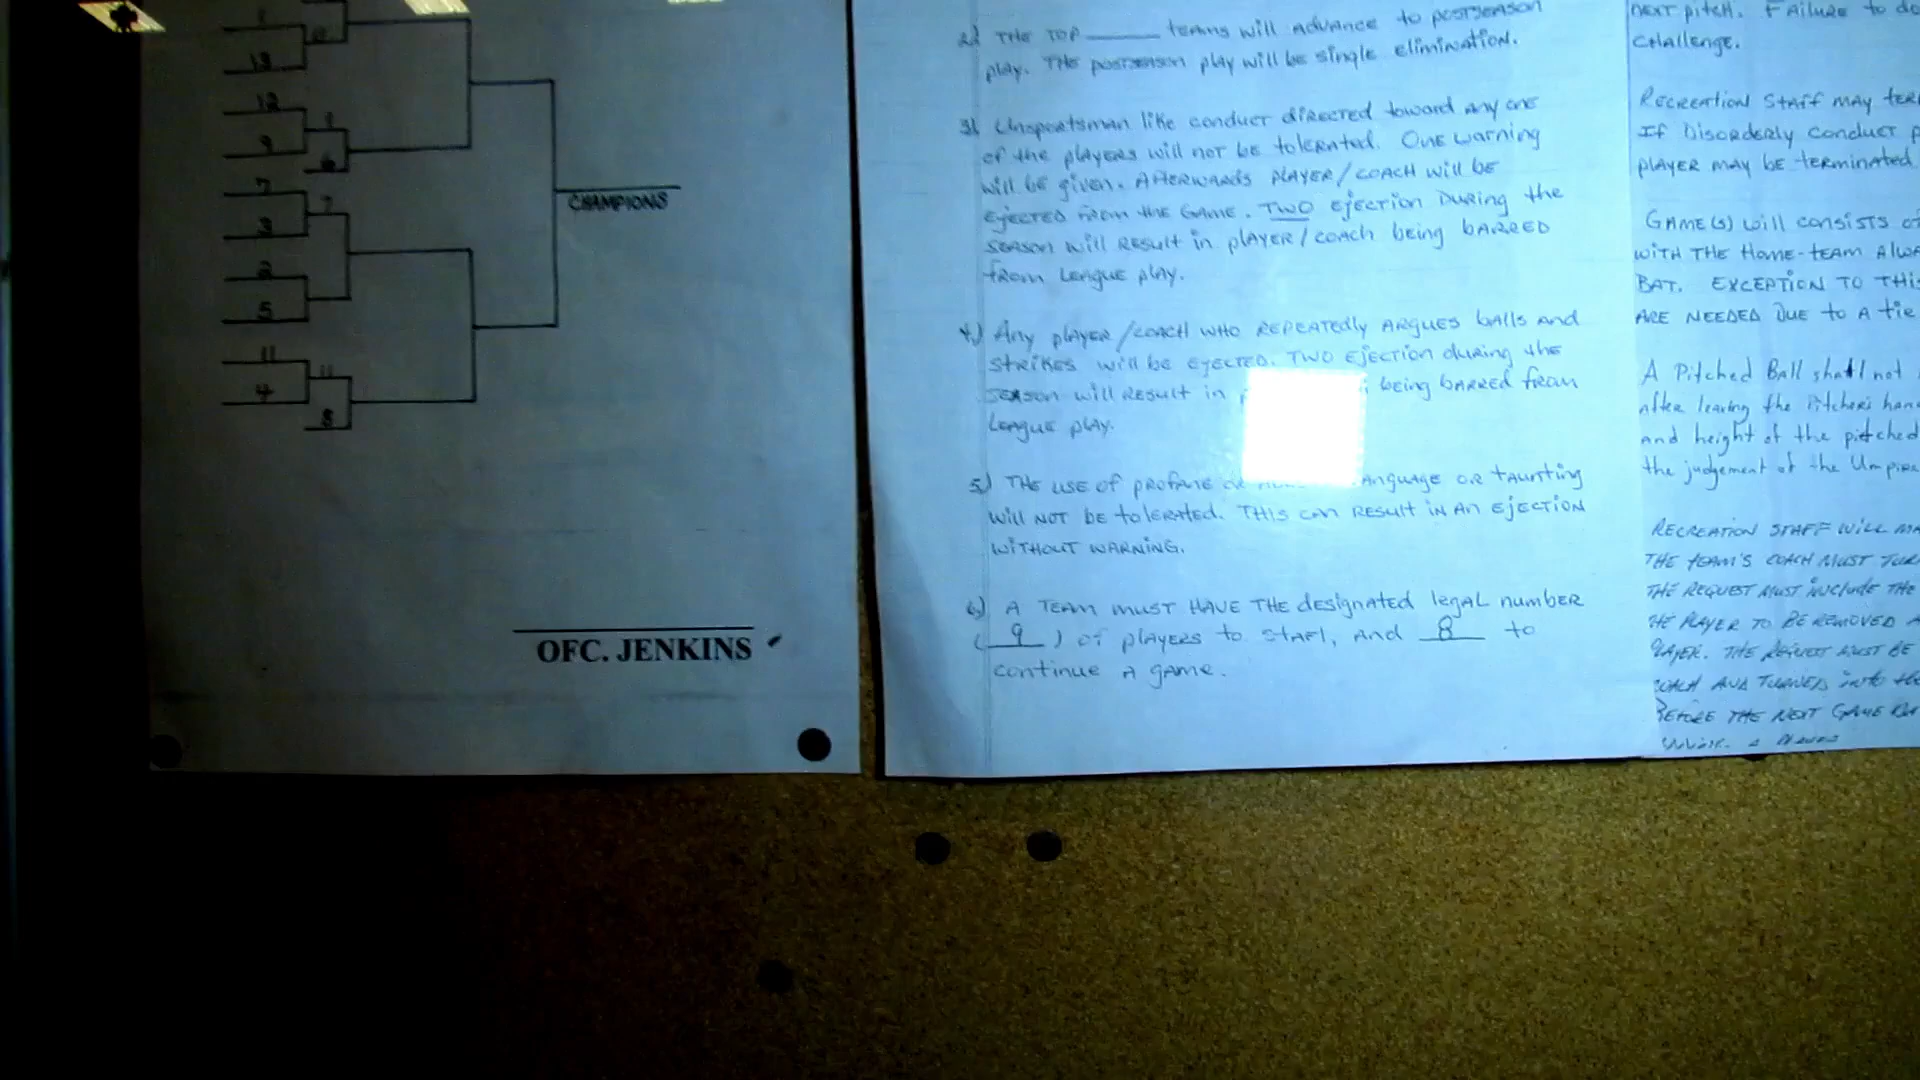 1
13
12
9
7
3
2
5
11
4
7
6
11
8
CHAMPIONS
OFC. JENKINS
2) THE TOP ______ teams will advance to postseason
play. THE postseason play will be single elimination.
3) Unsportsman like conduct directed toward any one
of the players will not be tolerated. One warning
will be given. Afterwards player/coach will be
ejected from the game. TWO ejection During the
season will result in player/coach being barred
from League play.
4) Any player/coach who repeatedly argues balls and
strikes will be ejected. Two ejection during the
season will result in being barred from
League play.
5) THE use of profane or language or taunting
will not be tolerated. This can result in an ejection
without warning.
6) A team must have the designated legal number
( 9 ) of players to start, and 8 to
continue a game.
next pitch. Failure to do
Challenge.
Recreation Staff may
If Disorderly conduct
player may be terminated
Game(s) will consists
with the Home-team
Bat. Exception to this
are needed due to a tie
A Pitched Ball shall not
after leaving the Pitcher's
and height of the pitched
the judgement of the Umpire
Recreation Staff will
The team's coach must
The request must include the
the player to be removed
player. The request must be
coach and turned into
Before the next game